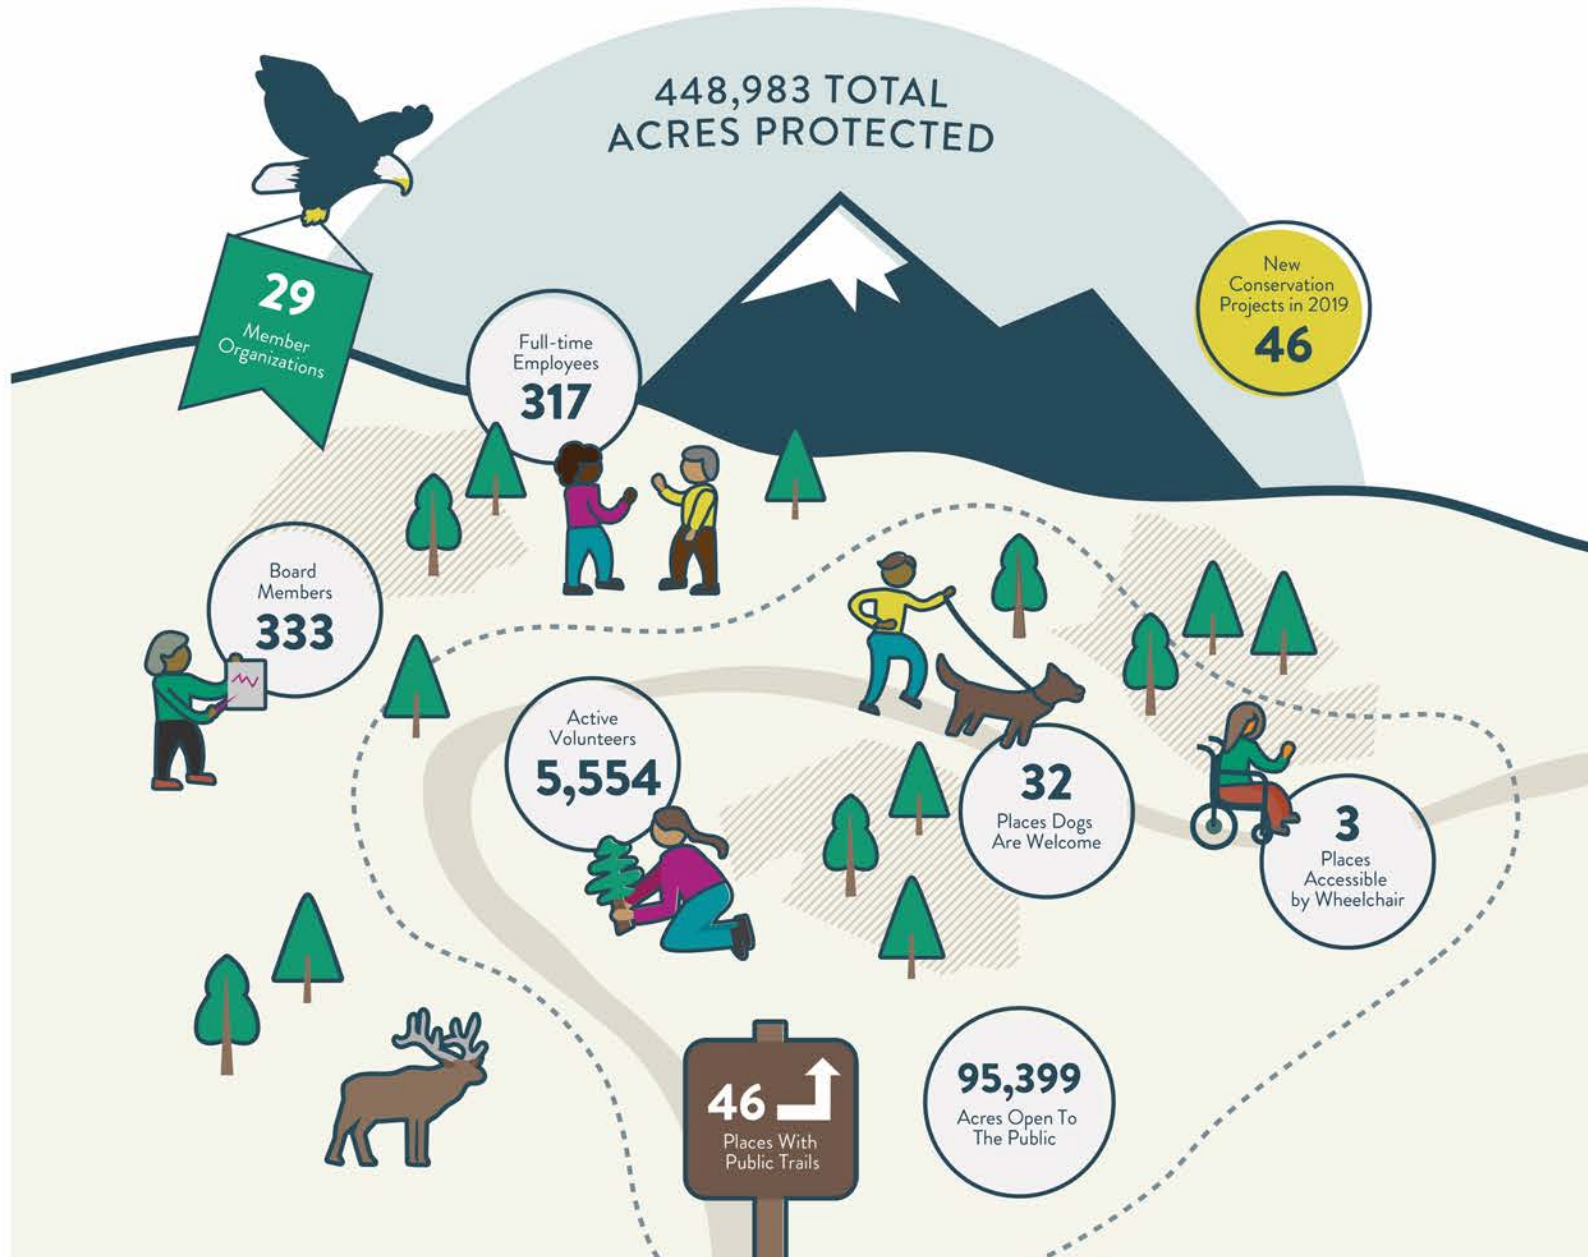 448,983 TOTAL
ACRES PROTECTED
29
Member
Organizations
New
Conservation
Projects in 2019
46
Full-time
Employees
317
Board
Members
333
Active
Volunteers
5,554
32
Places Dogs
Are Welcome
3
Places
Accessible
by Wheelchair
46
Places With
Public Trails
95,399
Acres Open To
The Public